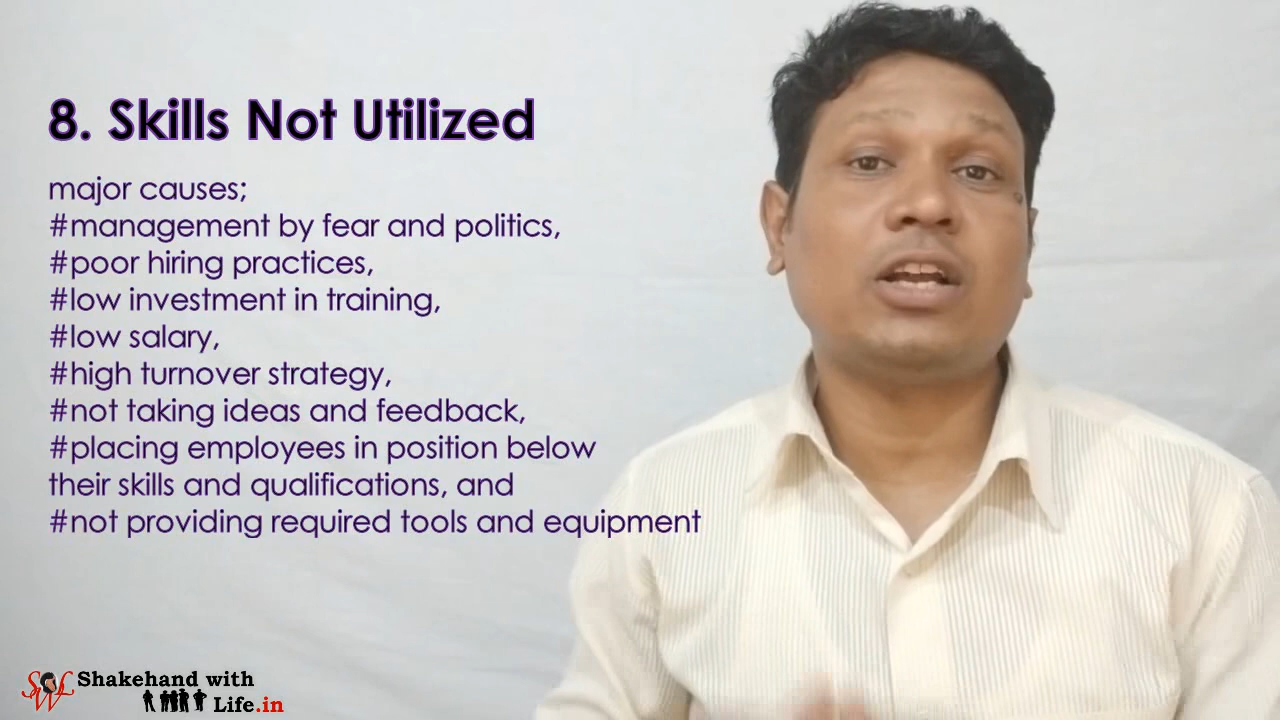 8. Skills Not Utilized
major causes;
#management by fear and politics,
#poor hiring practices,
#low investment in training,
#low salary,
#high turnover strategy,
#not taking ideas and feedback,
#placing employees in position below
their skills and qualifications, and
#not providing required tools and equipment
SWL Shakehand with
Life.in